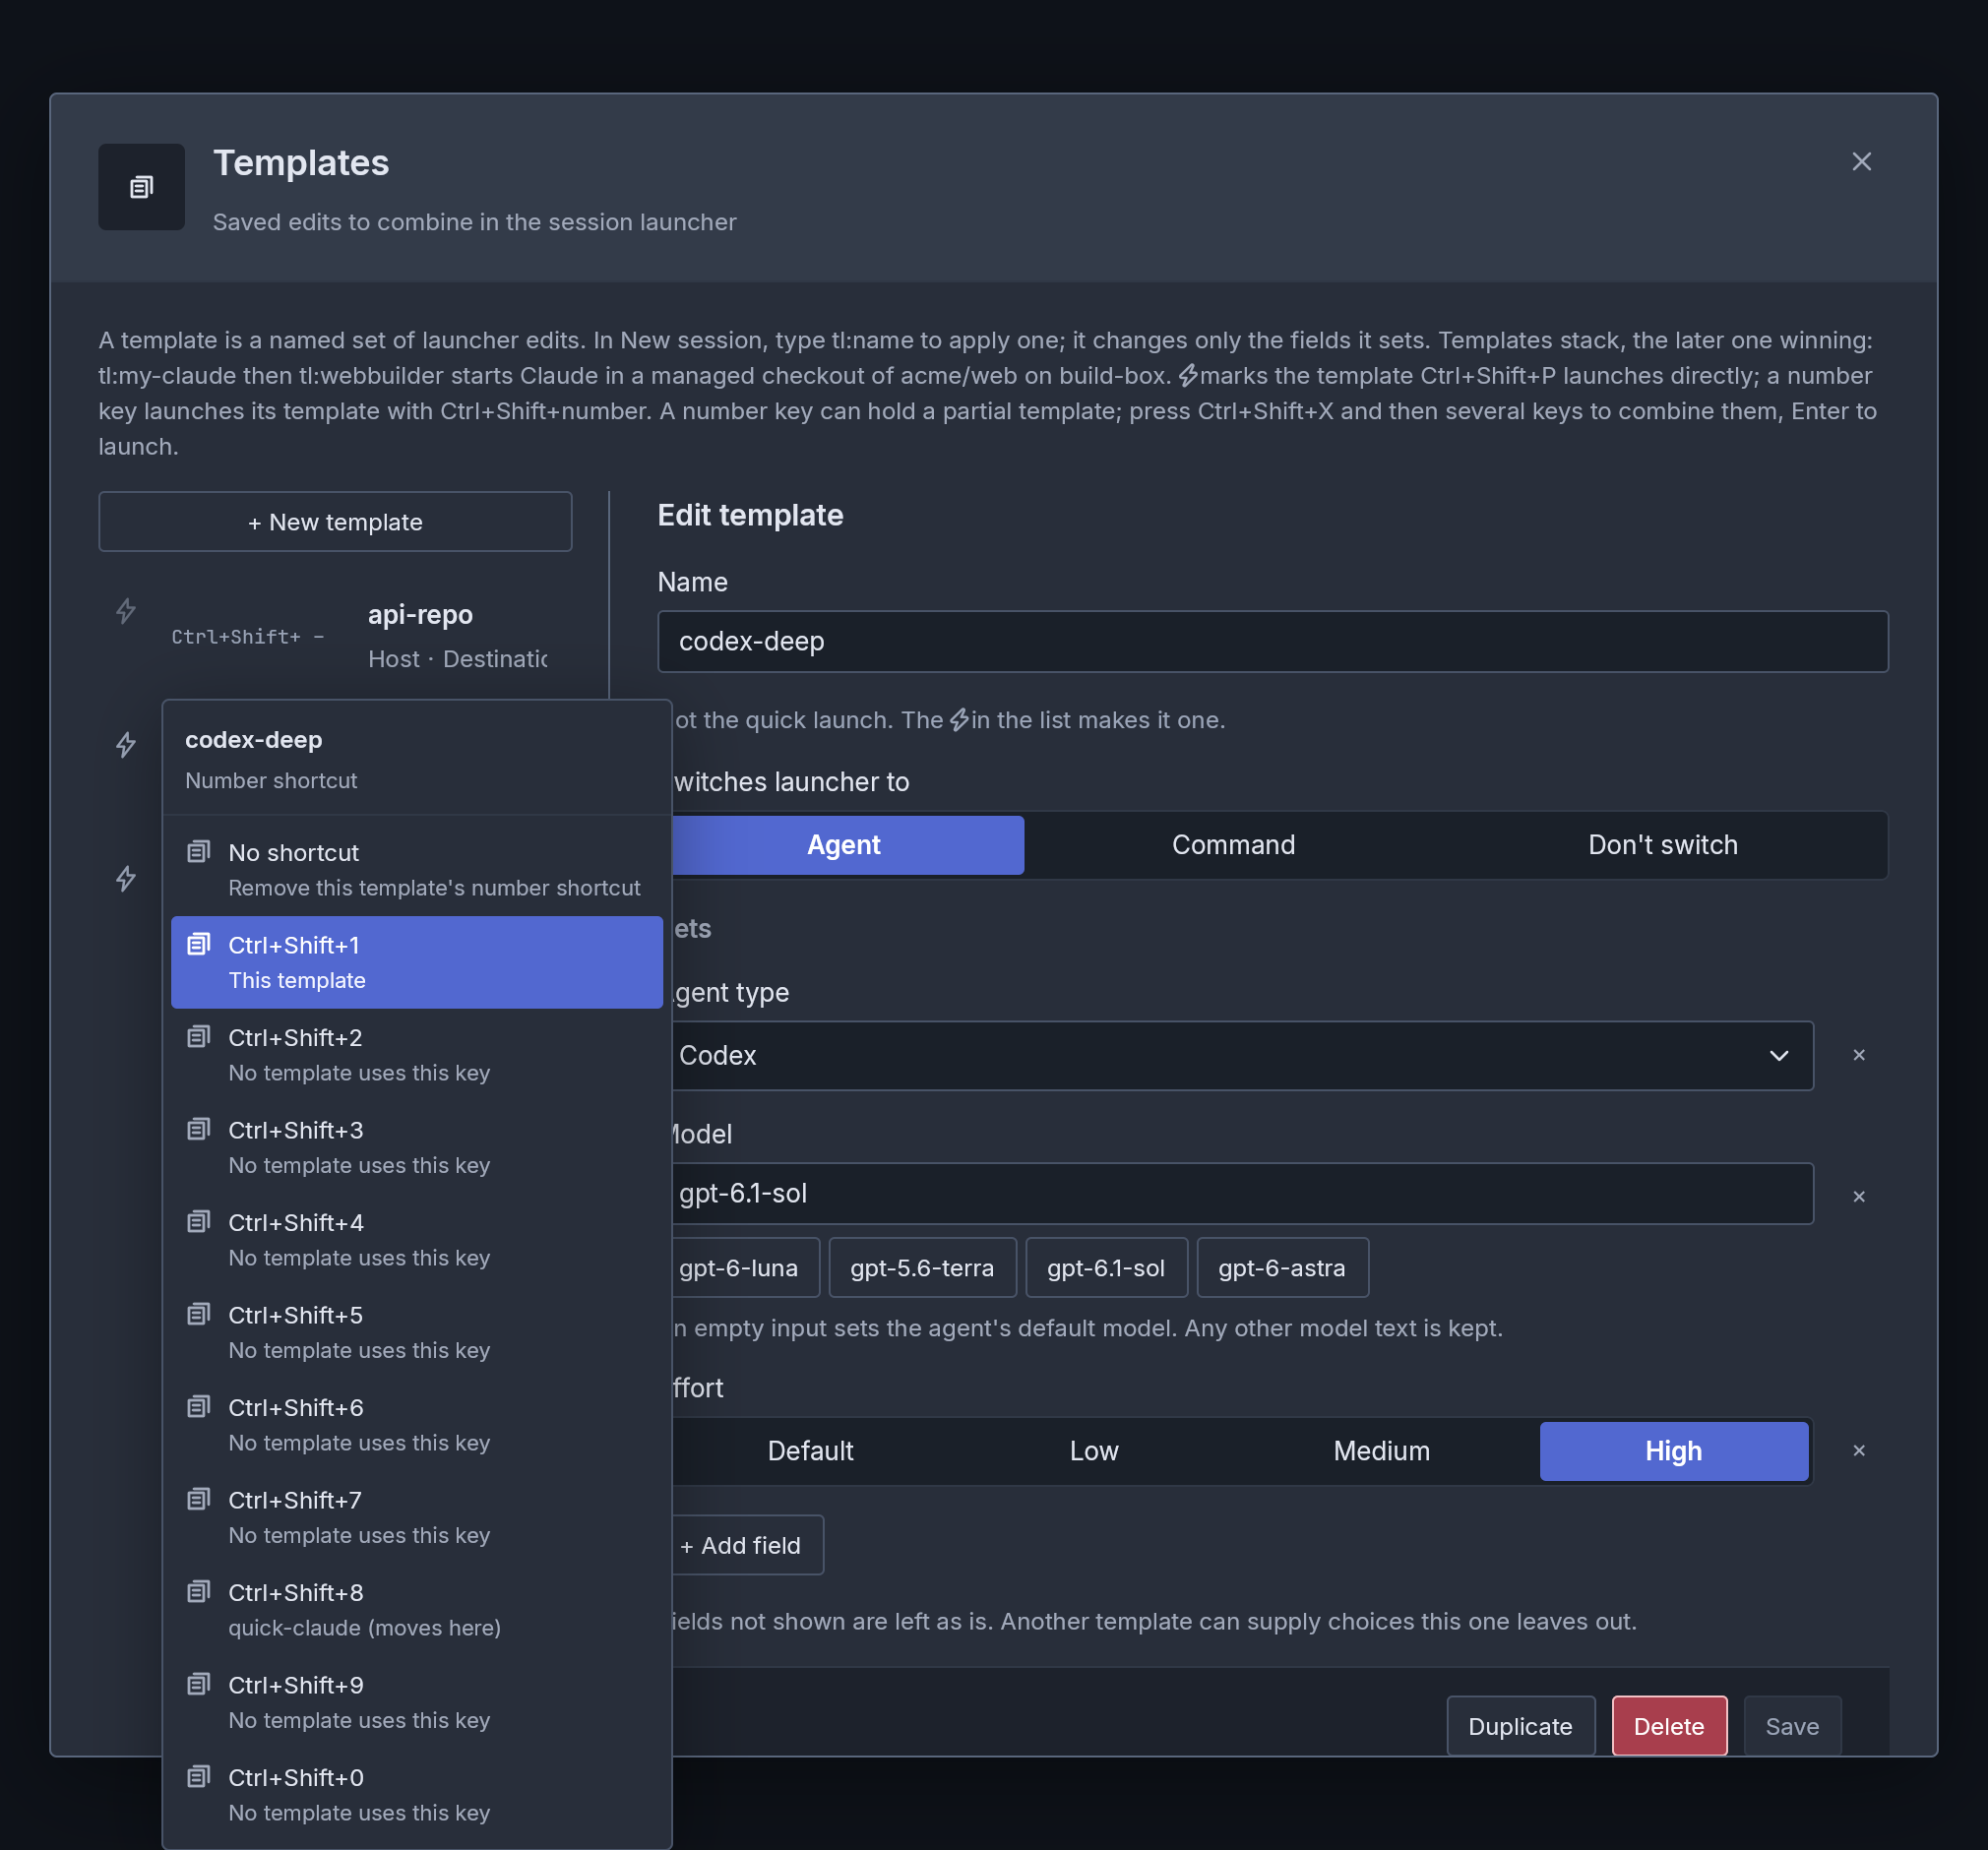 Templates
Saved edits to combine in the session launcher
A template is a named set of launcher edits. In New session, type tl:name to apply one; it changes only the fields it sets. Templates stack, the later one winning:
tl:my-claude then tl:webbuilder starts Claude in a managed checkout of acme/web on build-box. marks the template Ctrl+Shift+P launches directly; a number
key launches its template with Ctrl+Shift+number. A number key can hold a partial template; press Ctrl+Shift+X and then several keys to combine them, Enter to
launch.
+ New template
Ctrl+Shift+ –
api-repo
Host · Destinatic
codex-deep
Number shortcut
No shortcut
Remove this template's number shortcut
Ctrl+Shift+1
This template
Ctrl+Shift+2
No template uses this key
Ctrl+Shift+3
No template uses this key
Ctrl+Shift+4
No template uses this key
Ctrl+Shift+5
No template uses this key
Ctrl+Shift+6
No template uses this key
Ctrl+Shift+7
No template uses this key
Ctrl+Shift+8
quick-claude (moves here)
Ctrl+Shift+9
No template uses this key
Ctrl+Shift+0
No template uses this key
Edit template
Name
codex-deep
ot the quick launch. The in the list makes it one.
witches launcher to
Agent
Command
Don't switch
ets
gent type
Codex
Model
gpt-6.1-sol
gpt-6-luna
gpt-5.6-terra
gpt-6.1-sol
gpt-6-astra
n empty input sets the agent's default model. Any other model text is kept.
ffort
Default
Low
Medium
High
+ Add field
ields not shown are left as is. Another template can supply choices this one leaves out.
Duplicate
Delete
Save